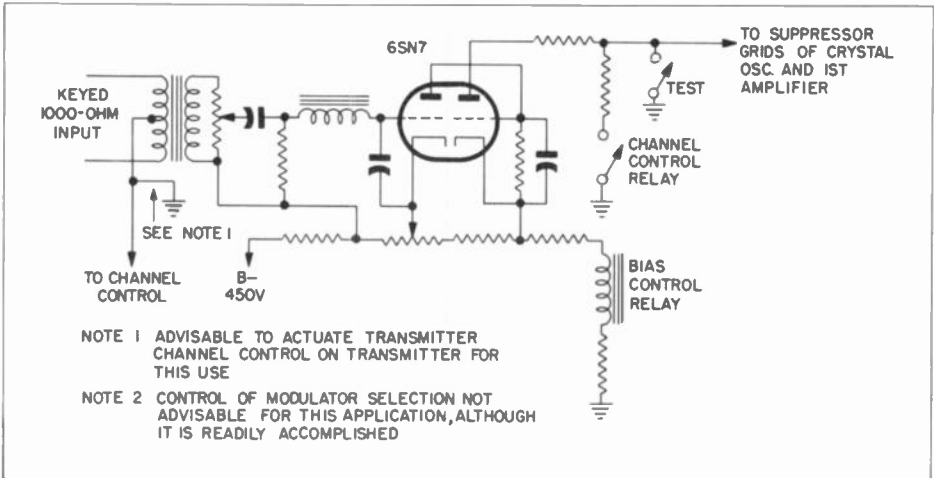 6SN7
TO SUPPRESSOR
GRIDS OF CRYSTAL
OSC. AND IST
AMPLIFIER
KEYED
1000-OHM
INPUT
TEST
CHANNEL
CONTROL
RELAY
SEE NOTE 1
TO CHANNEL
CONTROL
B-
450V
BIAS
CONTROL
RELAY
NOTE 1 ADVISABLE TO ACTUATE TRANSMITTER
CHANNEL CONTROL ON TRANSMITTER FOR
THIS USE
NOTE 2 CONTROL OF MODULATOR SELECTION NOT
ADVISABLE FOR THIS APPLICATION, ALTHOUGH
IT IS READILY ACCOMPLISHED